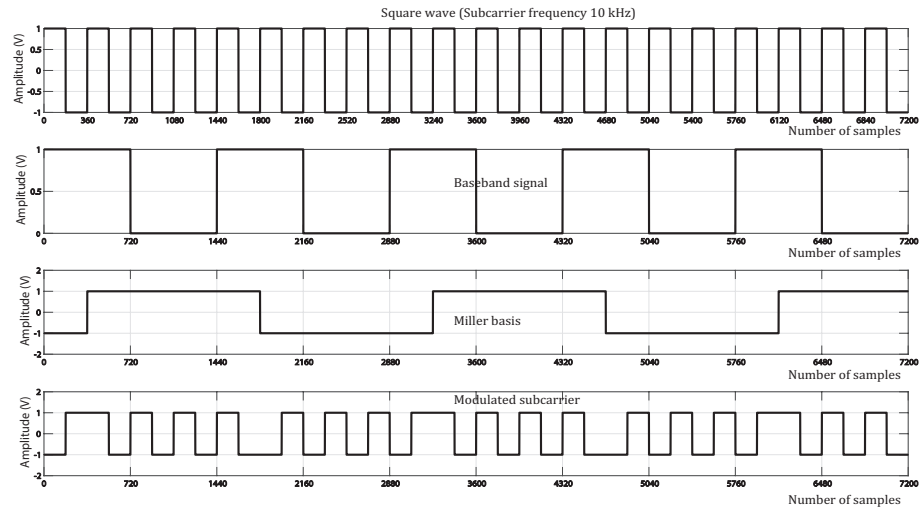 Square wave (Subcarrier frequency 10 kHz)
Amplitude (V)
1
0.5
0
-0.5
-1
0 360 720 1080 1440 1800 2160 2520 2880 3240 3600 3960 4320 4680 5040 5400 5760 6120 6480 6840 7200
Number of samples
Amplitude (V)
1
0.5
0
Baseband signal
0 720 1440 2160 2880 3600 4320 5040 5760 6480 7200
Number of samples
Amplitude (V)
2
1
0
-1
-2
Miller basis
0 720 1440 2160 2880 3600 4320 5040 5760 6480 7200
Number of samples
Amplitude (V)
2
1
0
-1
-2
Modulated subcarrier
0 720 1440 2160 2880 3600 4320 5040 5760 6480 7200
Number of samples